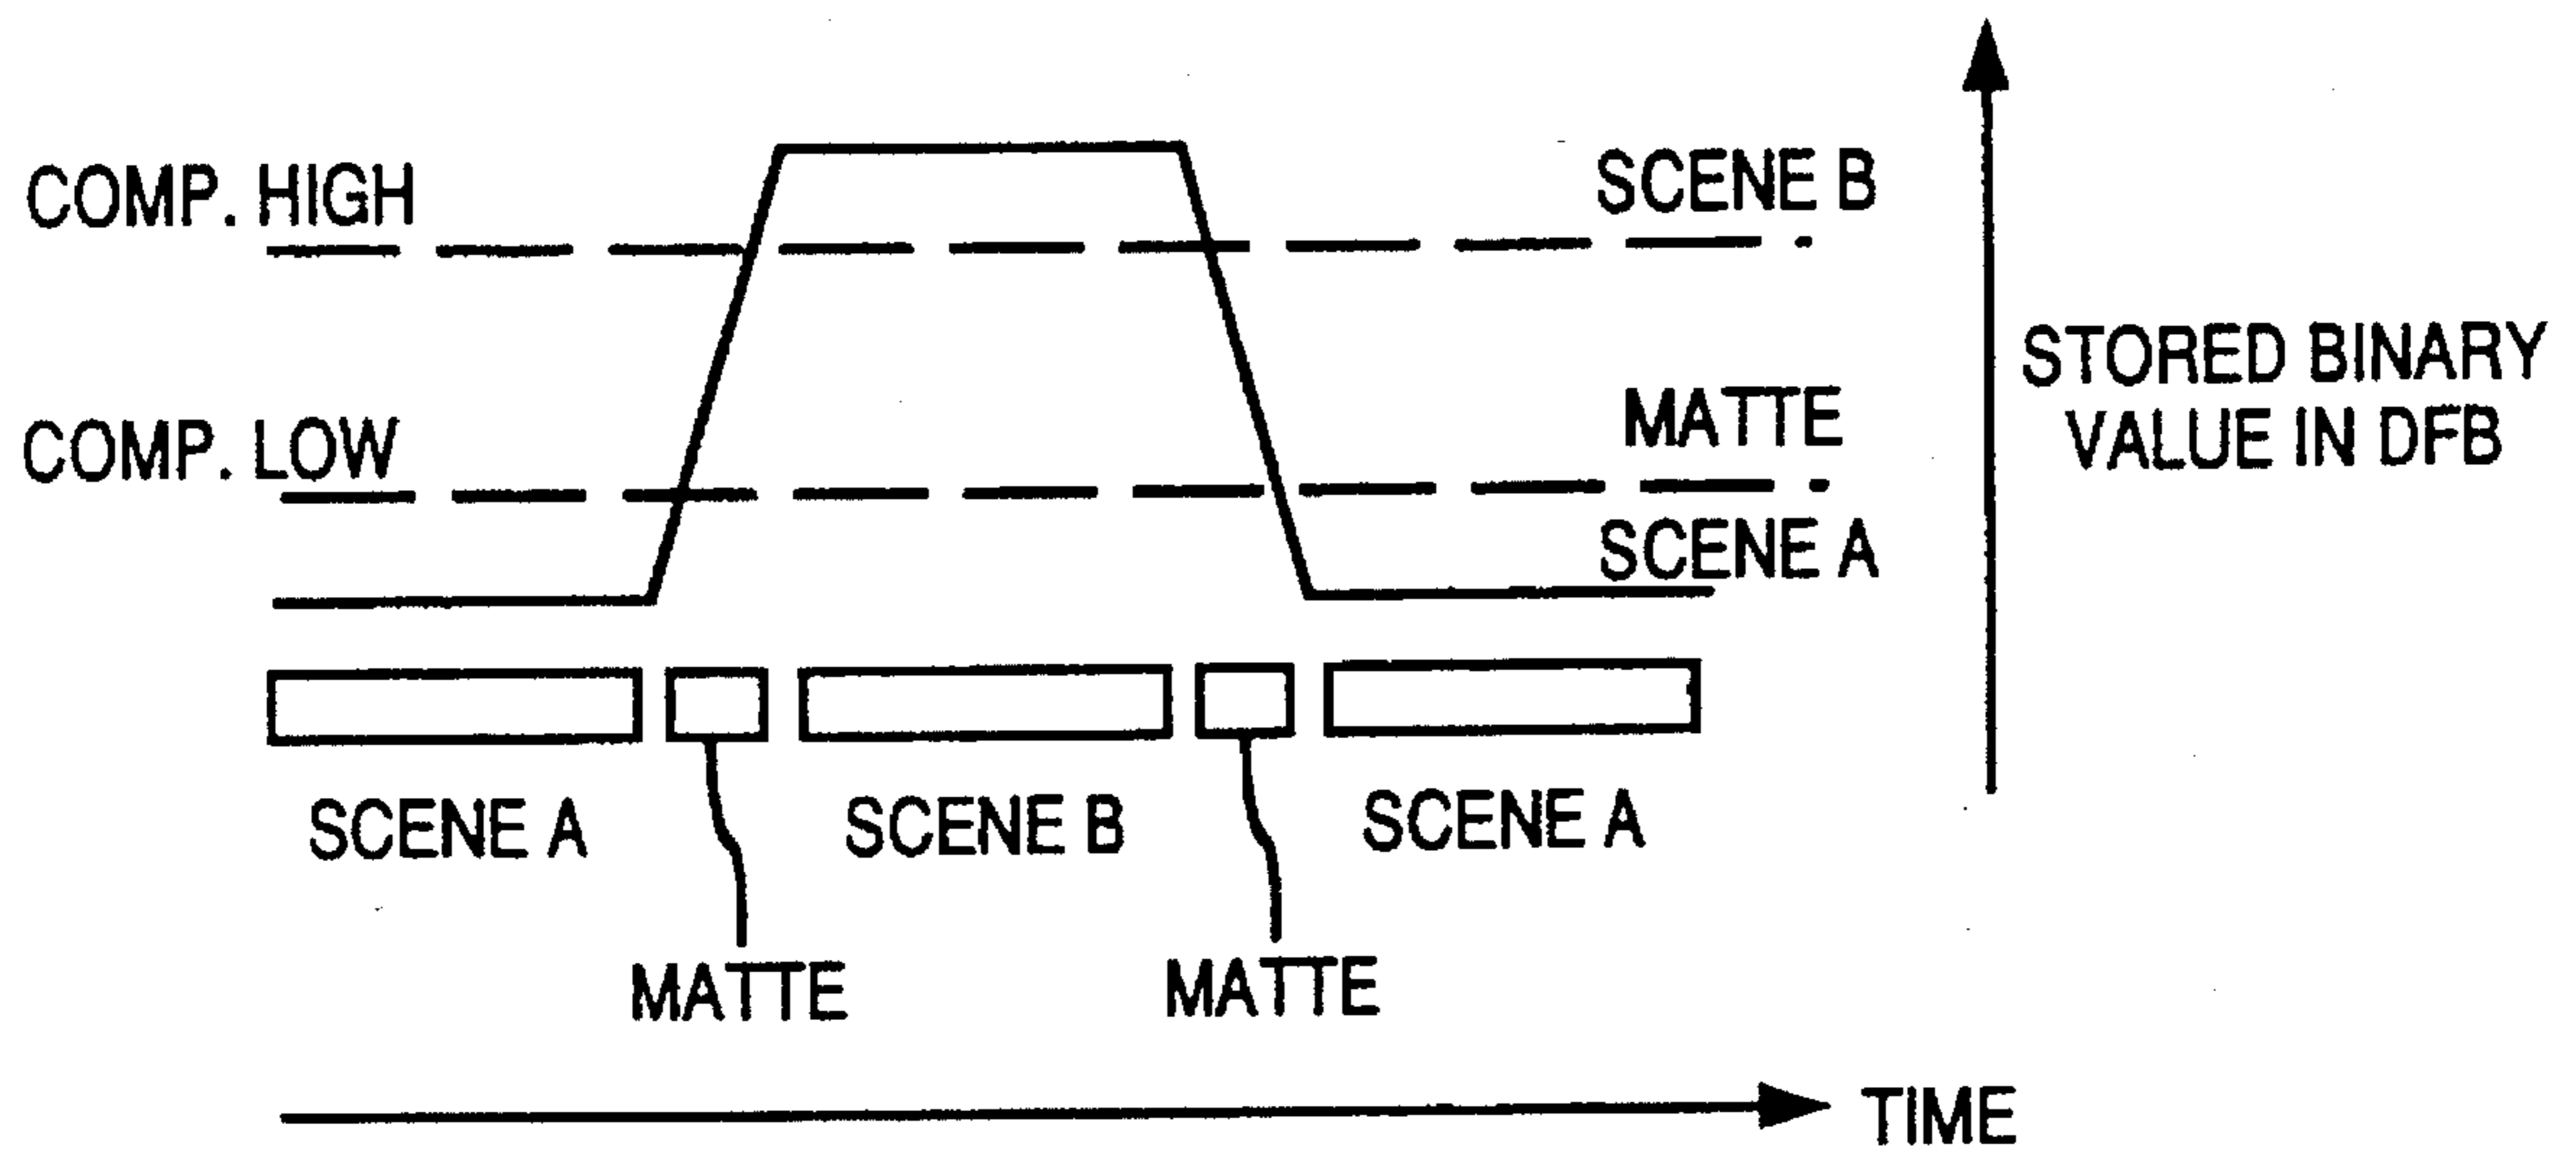 COMP. HIGH
SCENE B
STORED BINARY
VALUE IN DFB
MATTE
COMP. LOW
SCENE A
SCENE A
SCENE B
SCENE A
MATTE
MATTE
TIME